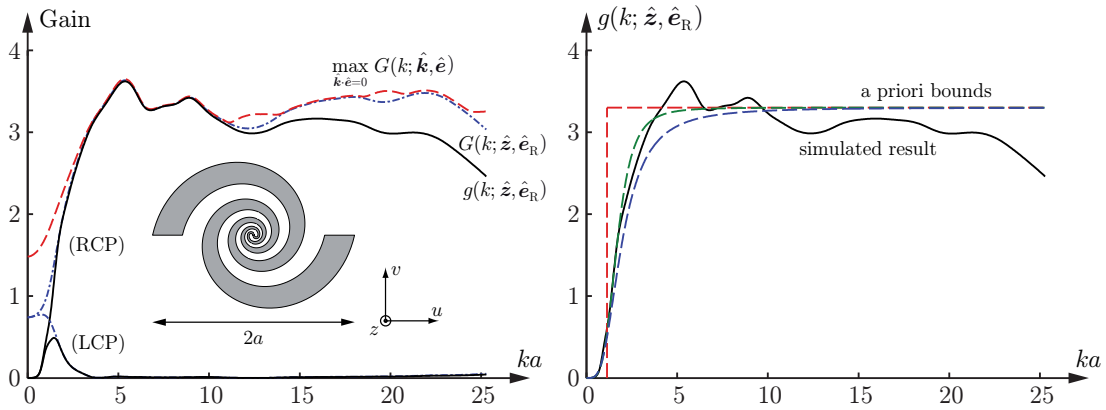 Gain
4
3
2
1
0
0 5 10 15 20 25
ka
max G(k; k̂, ê)
k̂·ê=0
G(k; ẑ, ê_R)
g(k; ẑ, ê_R)
(RCP)
(LCP)
2a
v
u
z
g(k; ẑ, ê_R)
4
3
2
1
0
0 5 10 15 20 25
ka
a priori bounds
simulated result